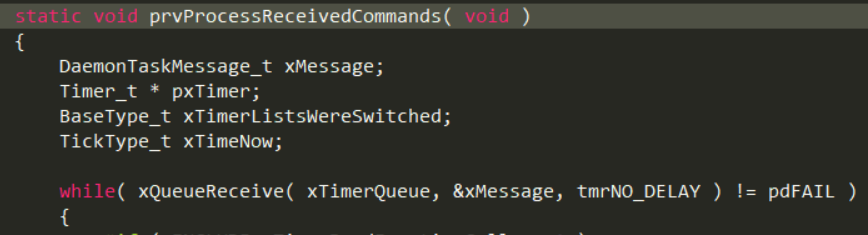 static void prvProcessReceivedCommands( void )
{
DaemonTaskMessage_t xMessage;
Timer_t * pxTimer;
BaseType_t xTimerListsWereSwitched;
TickType_t xTimeNow;
while( xQueueReceive( xTimerQueue, &xMessage, tmrNO_DELAY ) != pdFAIL )
{